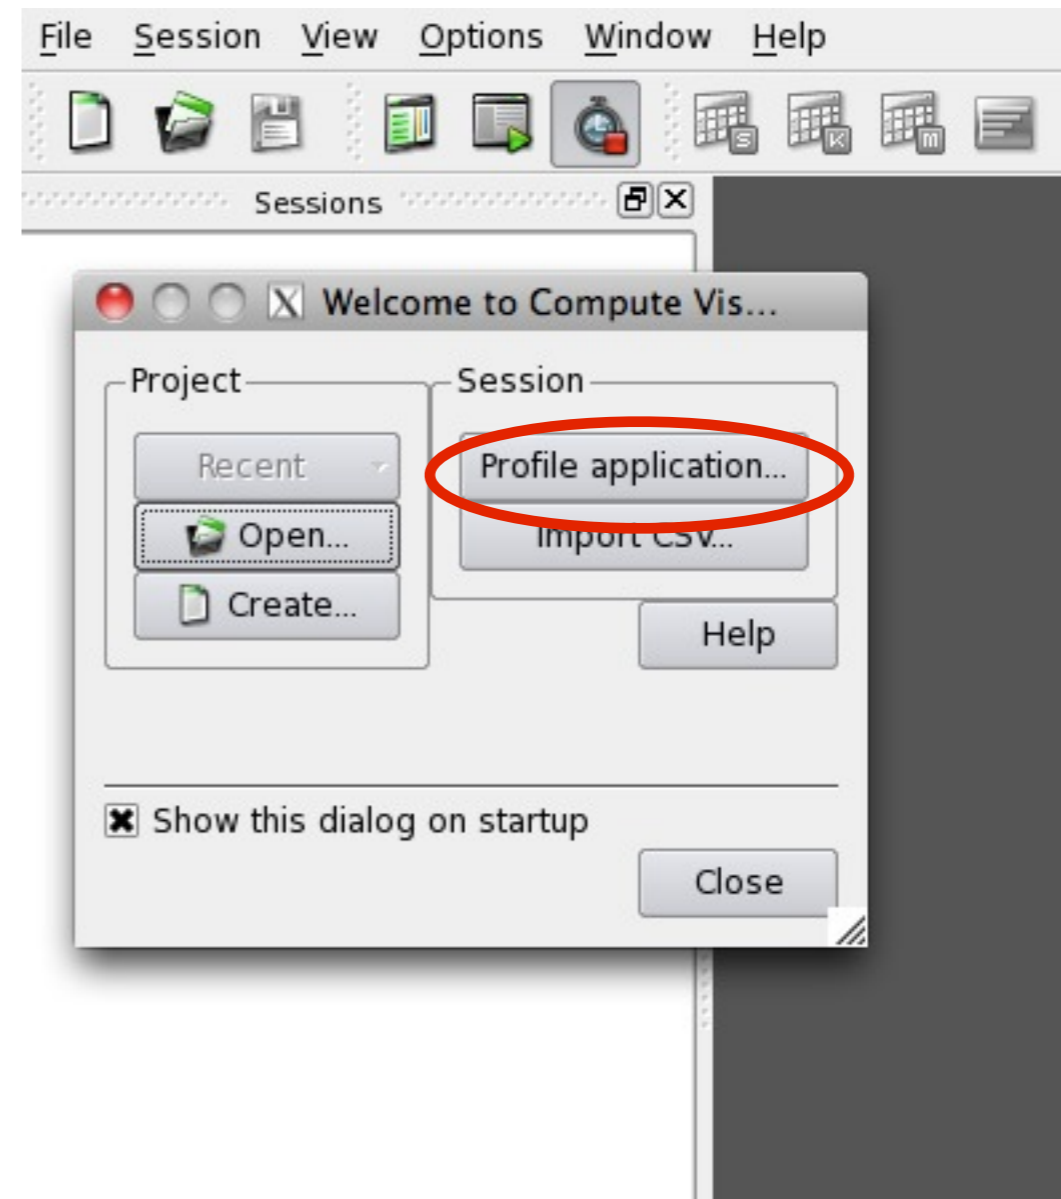 File Session View Options Window Help
S K M
Sessions
X Welcome to Compute Vis...
Project
Session
Recent
Profile application...
Open...
Import CSV...
Create...
Help
Show this dialog on startup
Close